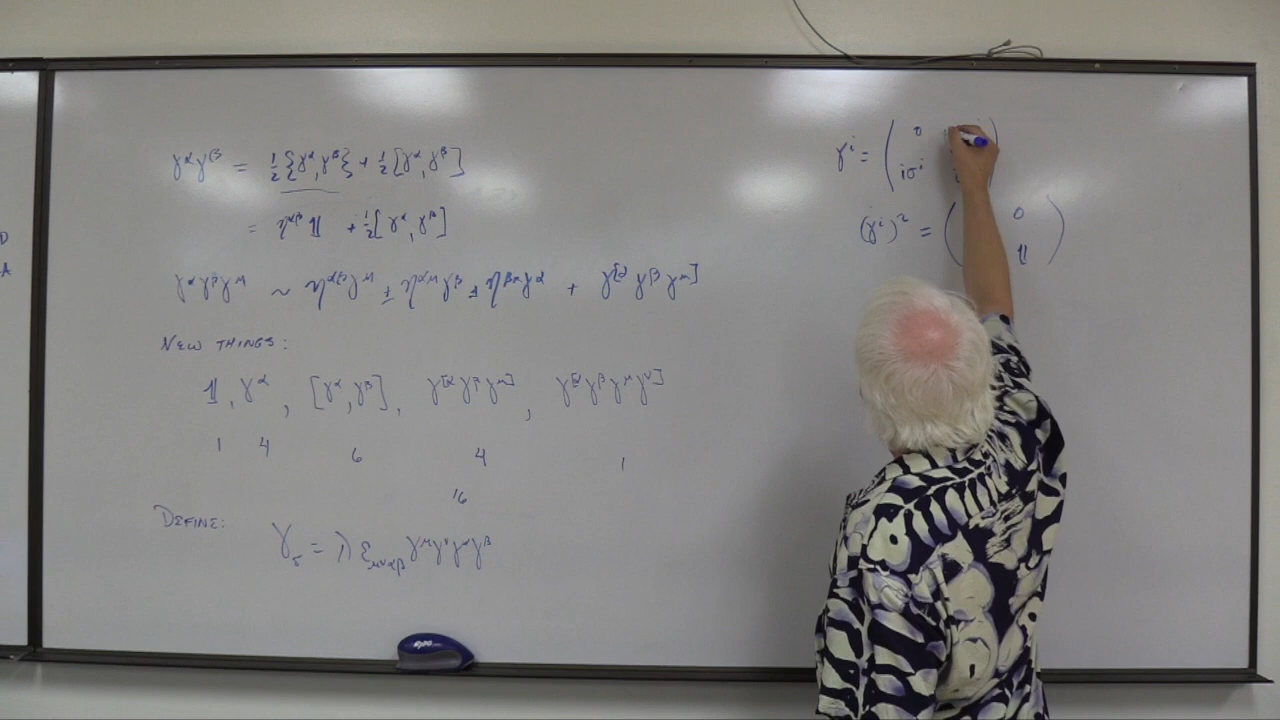 γ^α γ^β = ½{γ^α, γ^β} + ½[γ^α, γ^β]
= η^{αβ} 𝟙 + ½[γ^α, γ^β]
γ^α γ^β γ^μ ~ η^{αβ} γ^μ ± η^{αμ} γ^β ± η^{βμ} γ^α + γ^{[α} γ^β γ^{μ]}
NEW THINGS:
𝟙, γ^α, [γ^α, γ^β], γ^{[α} γ^β γ^{μ]}, γ^{[α} γ^β γ^μ γ^{ν]}
1 4 6 4 1
16
DEFINE: γ_5 = λ ε_{μναβ} γ^μ γ^ν γ^α γ^β
γ^i = ( 0
iσ^i
(γ^i)² = ( 0
𝟙 )
D
A
expo